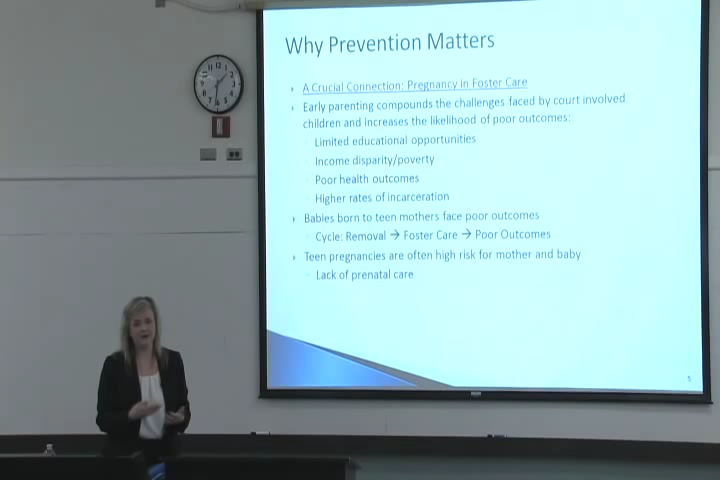 Why Prevention Matters
A Crucial Connection: Pregnancy in Foster Care
Early parenting compounds the challenges faced by court involved
children and increases the likelihood of poor outcomes:
Limited educational opportunities
Income disparity/poverty
Poor health outcomes
Higher rates of incarceration
Babies born to teen mothers face poor outcomes
Cycle: Removal → Foster Care → Poor Outcomes
Teen pregnancies are often high risk for mother and baby
Lack of prenatal care